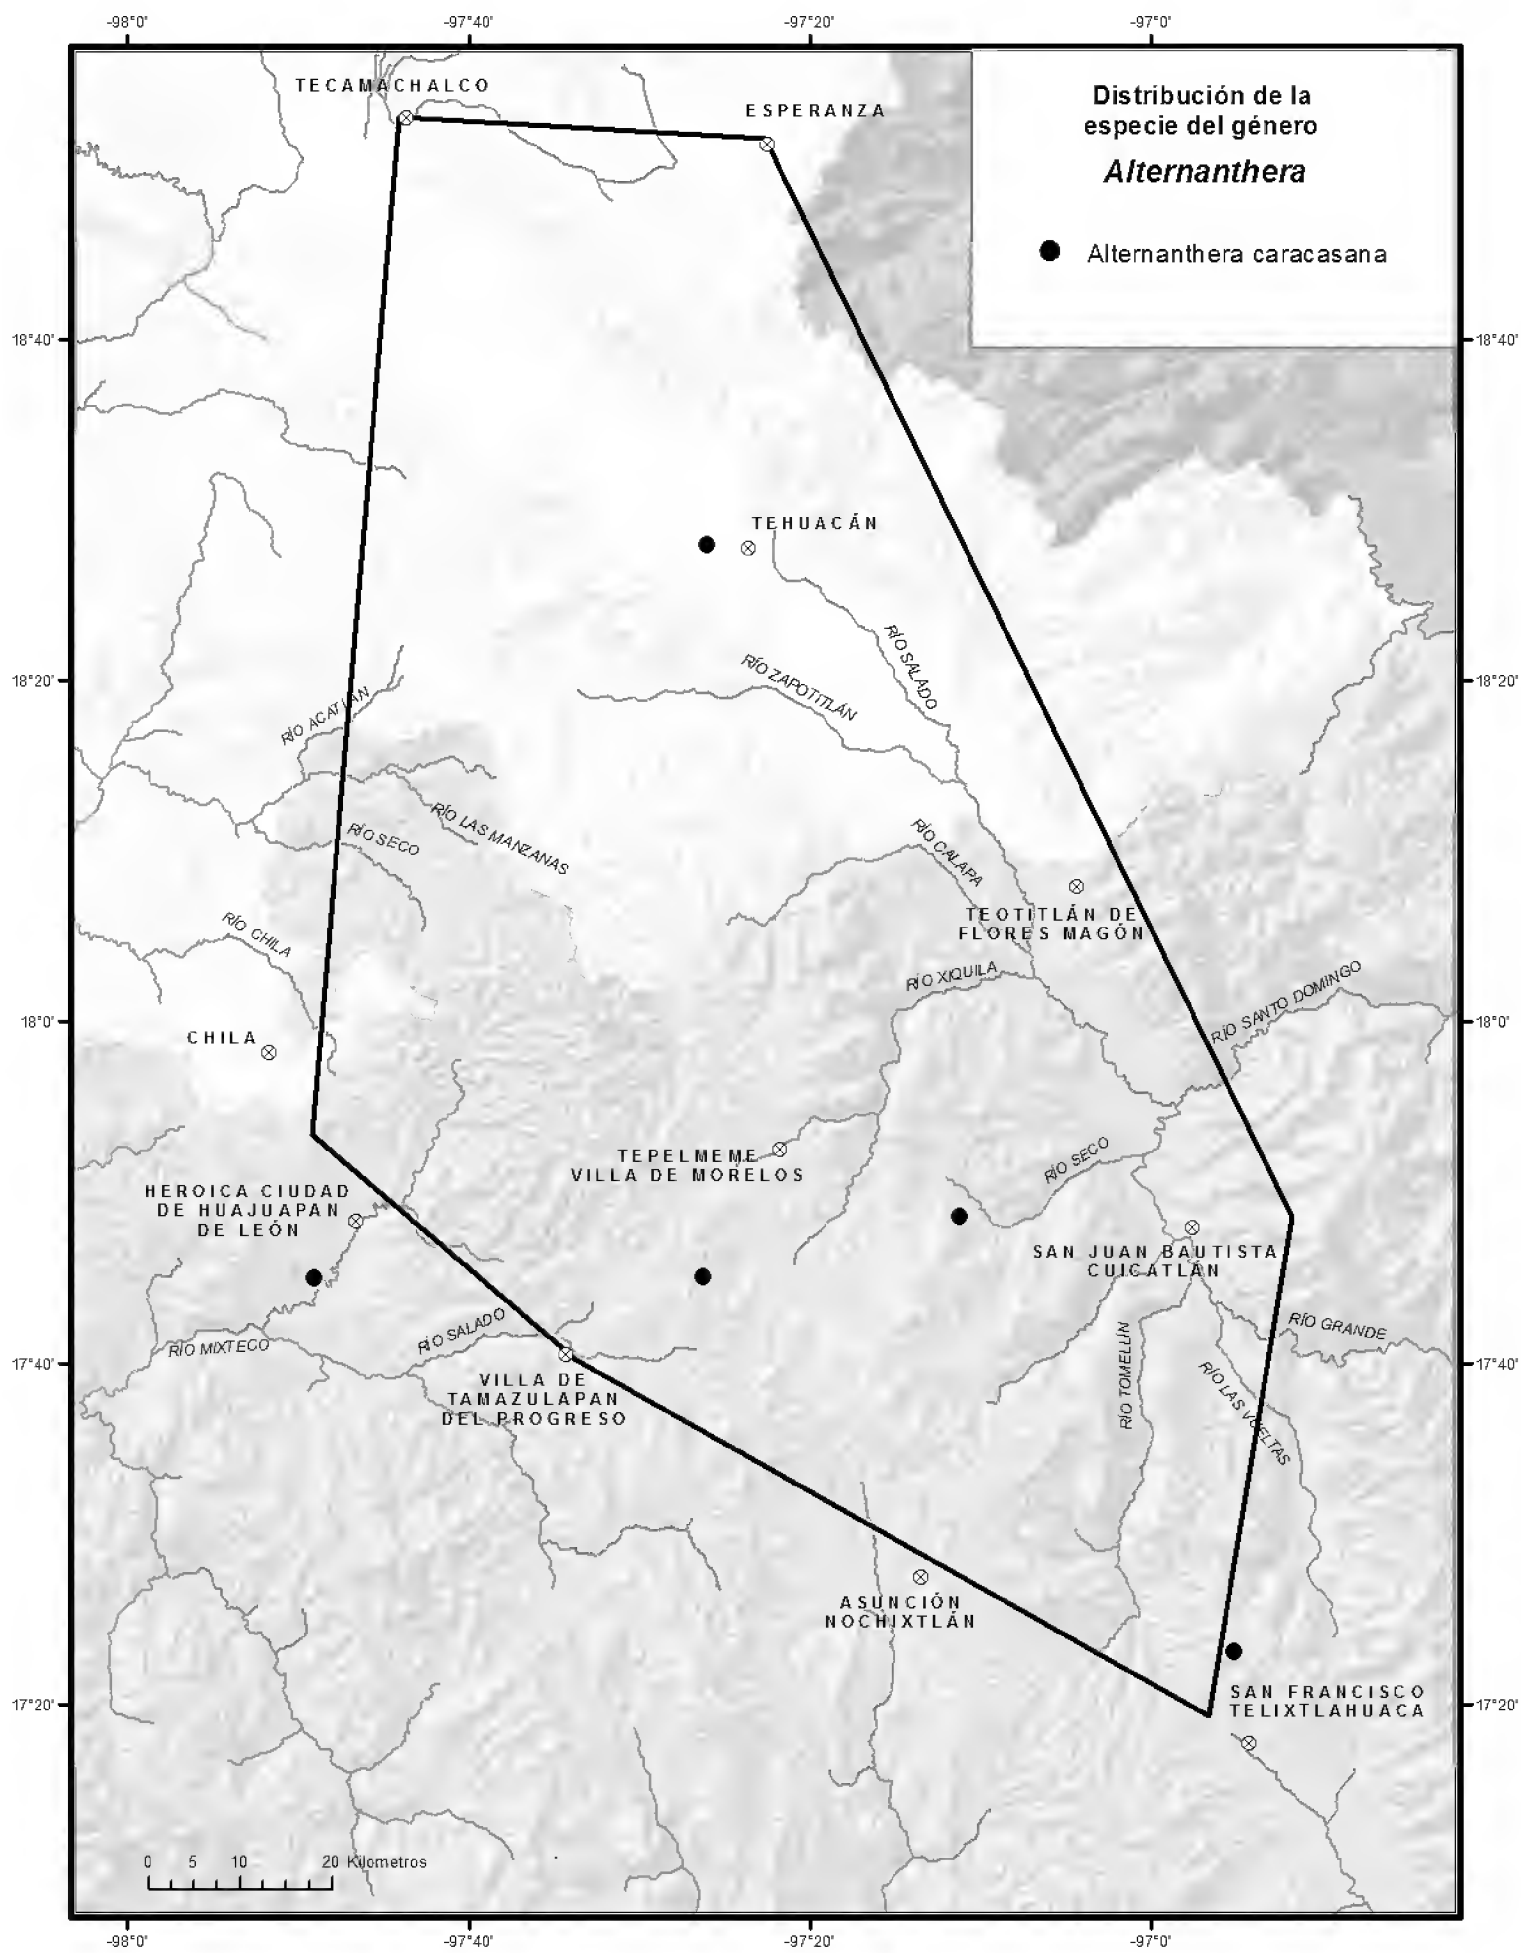 -98°0' -97°40' -97°20' -97°0'
TECAMACHALCO
ESPERANZA
Distribución de la
especie del género
Alternanthera
Alternanthera caracasana
18°40' 18°40'
TEHUACÁN
RÍO SALADO
RÍO ZAPOTITLÁN
18°20' 18°20'
RÍO ACATLÁN
RÍO LAS MANZANAS
RÍO SECO
RÍO CALAPA
TEOTITLÁN DE
FLORES MAGÓN
RÍO CHILA
RÍO XIQUILA
RÍO SANTO DOMINGO
18°0' 18°0'
CHILA
TEPELMEME
VILLA DE MORELOS
RÍO SECO
HEROICA CIUDAD
DE HUAJUAPAN
DE LEÓN
SAN JUAN BAUTISTA
CUICATLÁN
RÍO SALADO
RÍO MIXTECO
RÍO GRANDE
17°40' 17°40'
RÍO TOMELLÍN
RÍO LAS VUELTAS
VILLA DE
TAMAZULAPAN
DEL PROGRESO
ASUNCIÓN
NOCHIXTLÁN
17°20' 17°20'
SAN FRANCISCO
TELIXTLAHUACA
0 5 10 20 Kilometros
-98°0' -97°40' -97°20' -97°0'